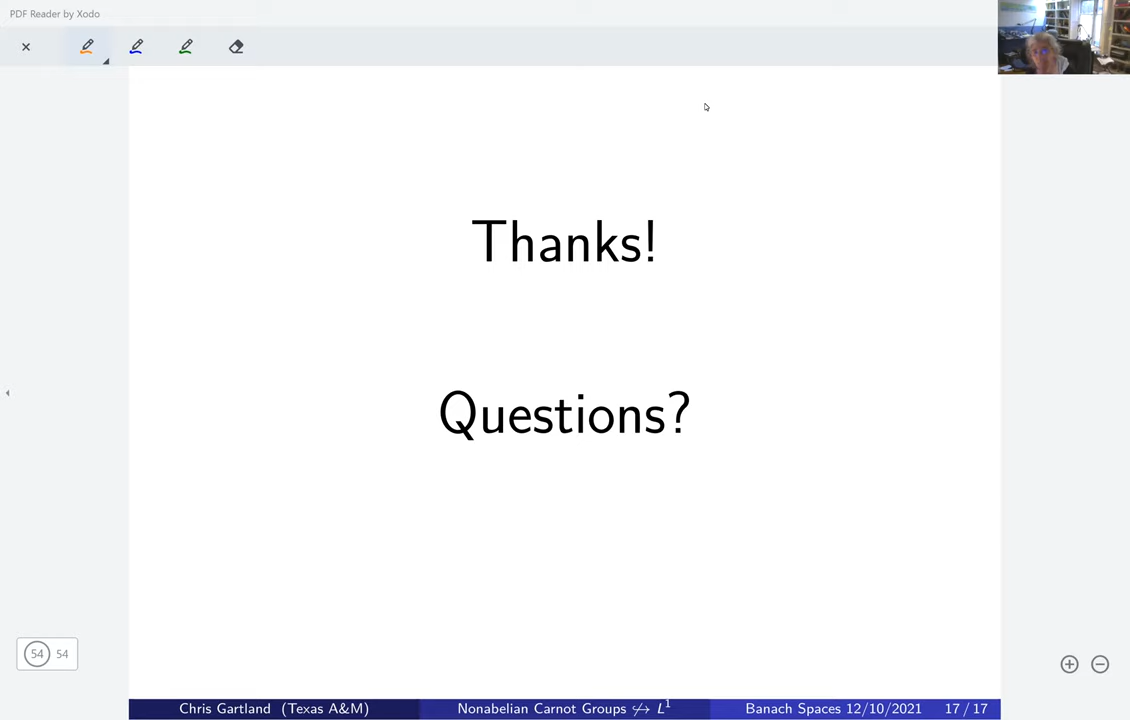 PDF Reader by Xodo
Thanks!
Questions?
54 54
Chris Gartland (Texas A&M) Nonabelian Carnot Groups ↛ L¹ Banach Spaces 12/10/2021 17 / 17